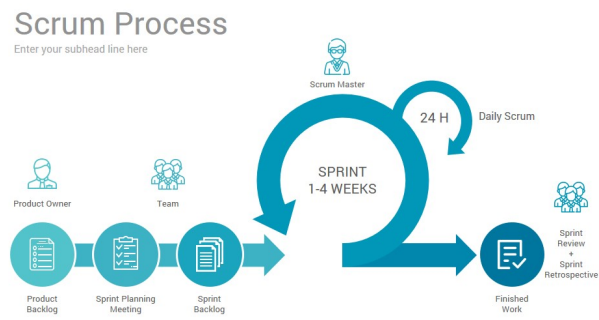 Scrum Process
Enter your subhead line here
Scrum Master
24 H
Daily Scrum
SPRINT
1-4 WEEKS
Product Owner
Team
Product
Backlog
Sprint Planning
Meeting
Sprint
Backlog
Finished
Work
Sprint
Review
+
Sprint
Retrospective